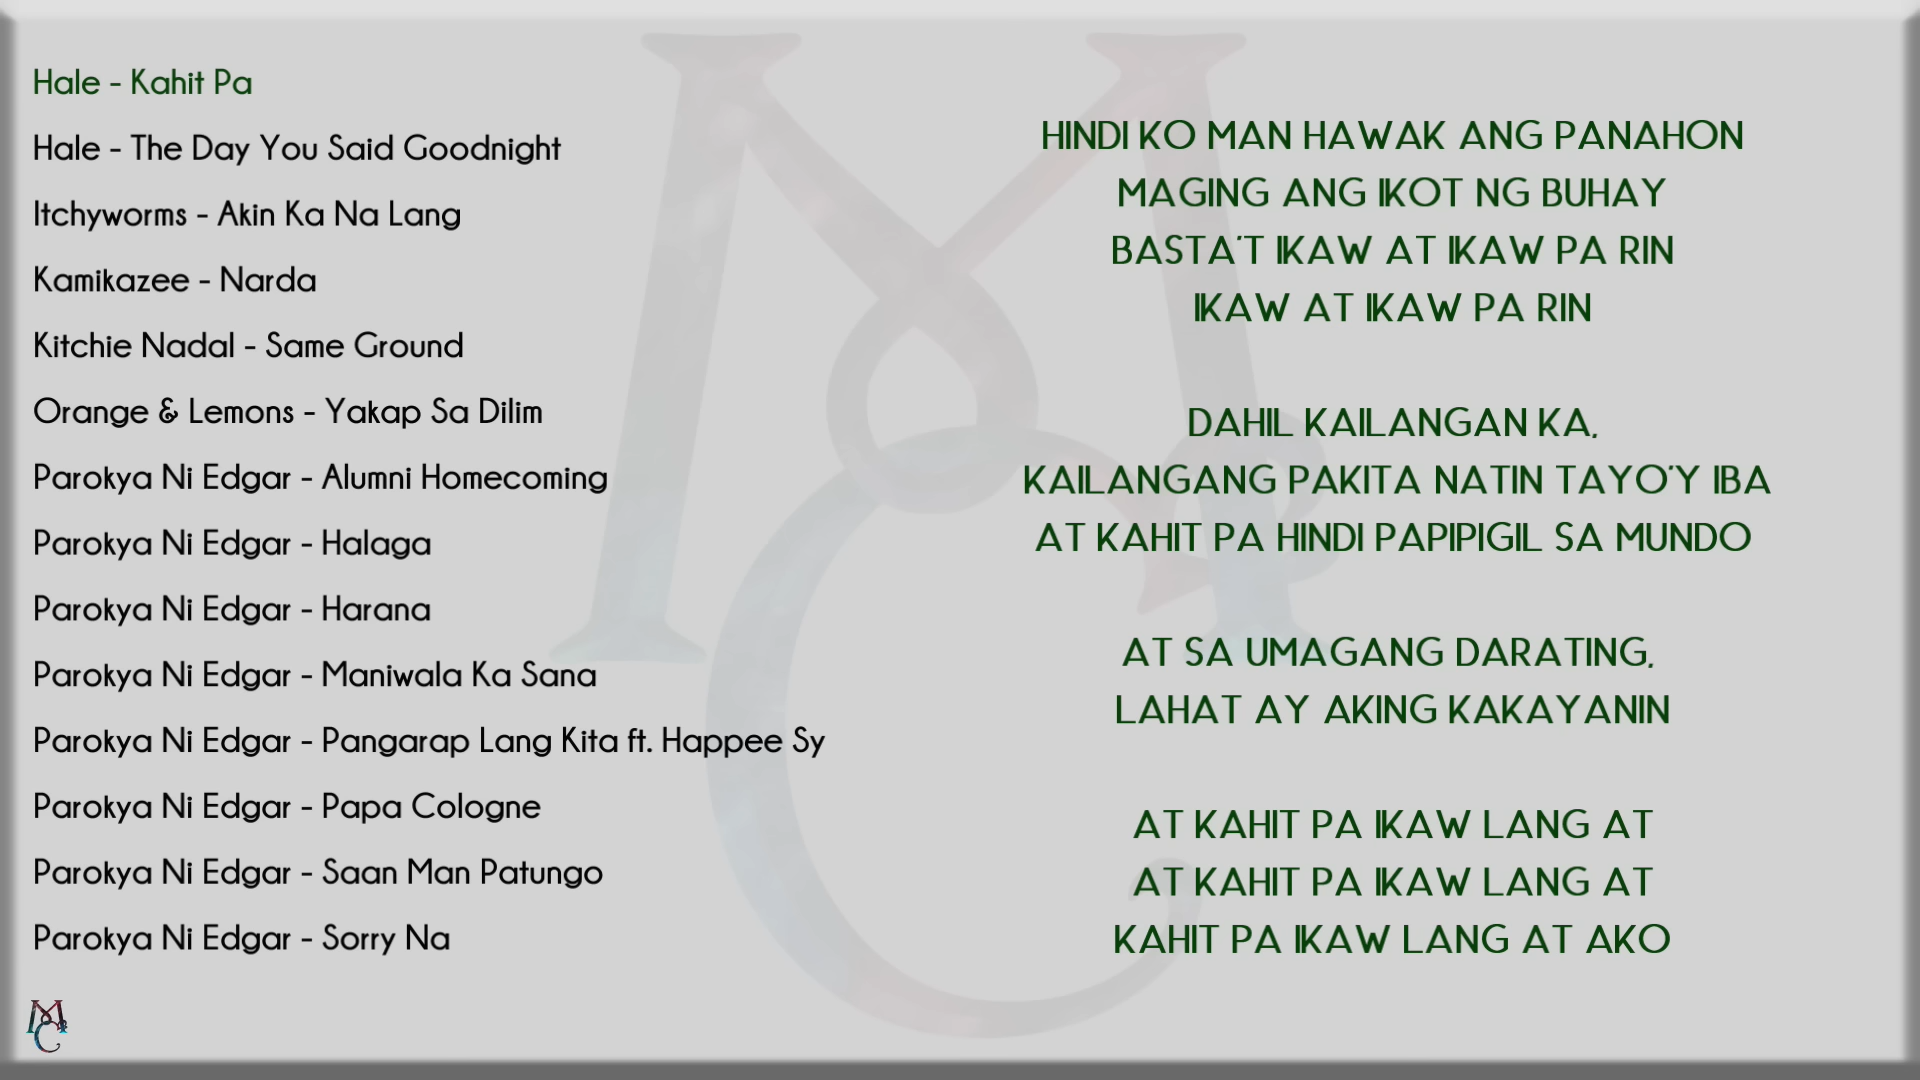 Hale - Kahit Pa
Hale - The Day You Said Goodnight
Itchyworms - Akin Ka Na Lang
Kamikazee - Narda
Kitchie Nadal - Same Ground
Orange & Lemons - Yakap Sa Dilim
Parokya Ni Edgar - Alumni Homecoming
Parokya Ni Edgar - Halaga
Parokya Ni Edgar - Harana
Parokya Ni Edgar - Maniwala Ka Sana
Parokya Ni Edgar - Pangarap Lang Kita ft. Happee Sy
Parokya Ni Edgar - Papa Cologne
Parokya Ni Edgar - Saan Man Patungo
Parokya Ni Edgar - Sorry Na
HINDI KO MAN HAWAK ANG PANAHON
MAGING ANG IKOT NG BUHAY
BASTA'T IKAW AT IKAW PA RIN
IKAW AT IKAW PA RIN
DAHIL KAILANGAN KA,
KAILANGANG PAKITA NATIN TAYO'Y IBA
AT KAHIT PA HINDI PAPIPIGIL SA MUNDO
AT SA UMAGANG DARATING,
LAHAT AY AKING KAKAYANIN
AT KAHIT PA IKAW LANG AT
AT KAHIT PA IKAW LANG AT
KAHIT PA IKAW LANG AT AKO
MC